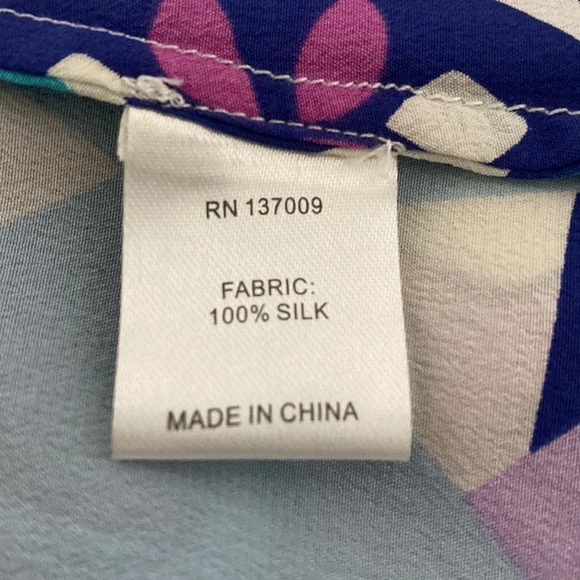 RN 137009
FABRIC:
100% SILK
MADE IN CHINA